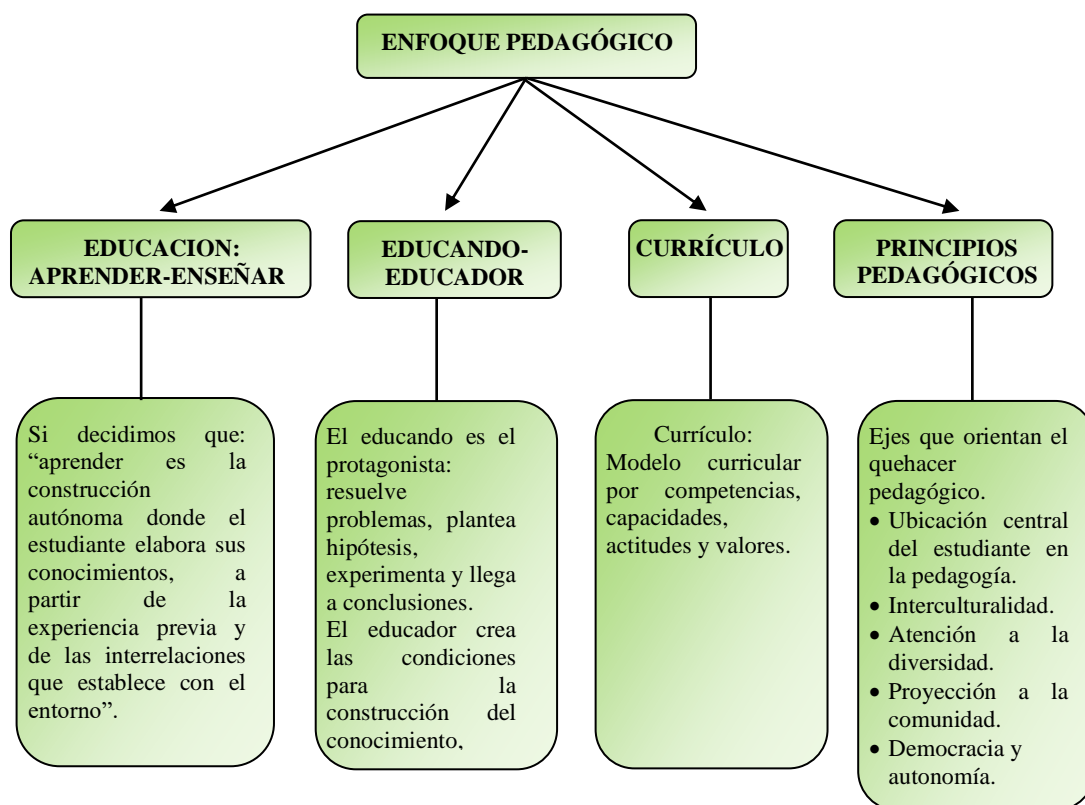 ENFOQUE PEDAGÓGICO
EDUCACION:
APRENDER-ENSEÑAR
EDUCANDO-
EDUCADOR
CURRÍCULO
PRINCIPIOS
PEDAGÓGICOS
Si decidimos que:
“aprender es la
construcción
autónoma donde el
estudiante elabora sus
conocimientos, a
partir de la
experiencia previa y
de las interrelaciones
que establece con el
entorno”.
El educando es el
protagonista:
resuelve
problemas, plantea
hipótesis,
experimenta y llega
a conclusiones.
El educador crea
las condiciones
para la
construcción del
conocimiento,
Currículo:
Modelo curricular
por competencias,
capacidades,
actitudes y valores.
Ejes que orientan el
quehacer
pedagógico.
• Ubicación central
del estudiante en
la pedagogía.
• Interculturalidad.
• Atención a la
diversidad.
• Proyección a la
comunidad.
• Democracia y
autonomía.